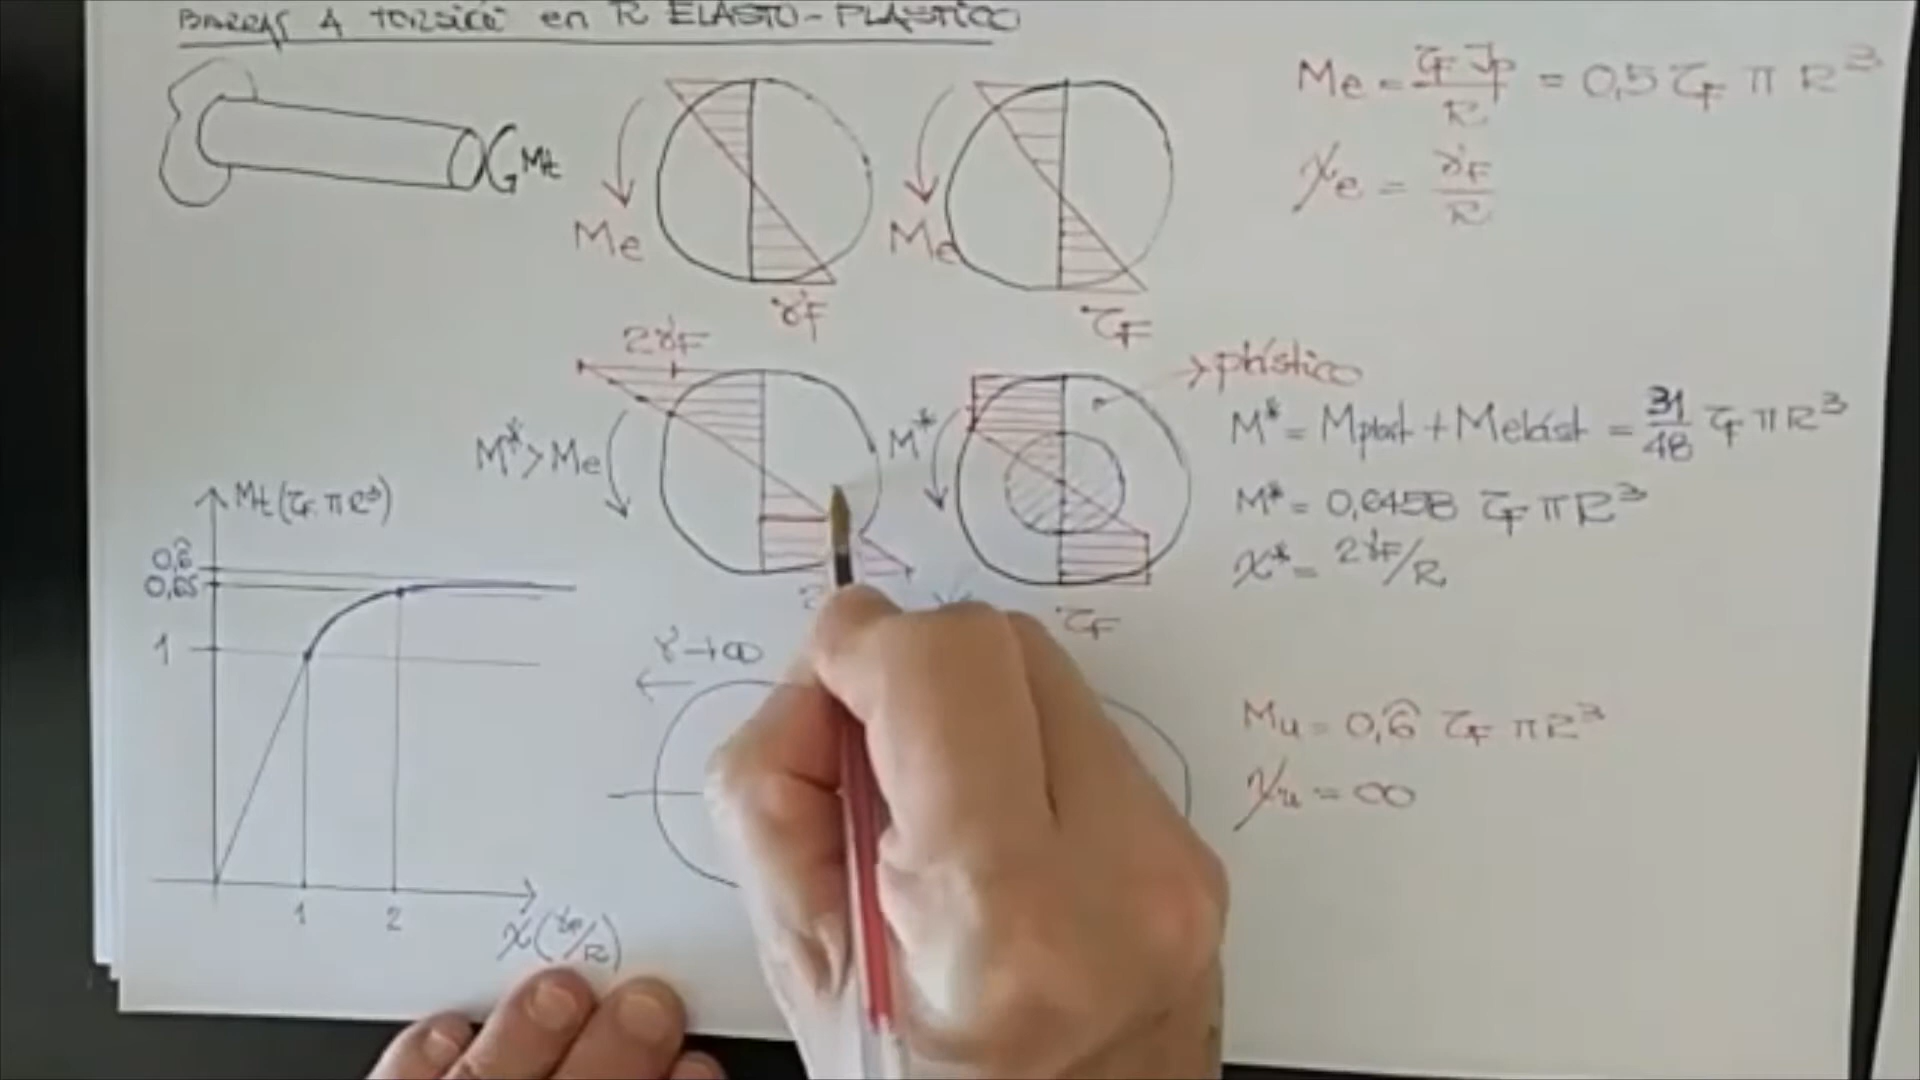 BARRAS A TORSIÓN en R ELASTO-PLÁSTICO
Mt
Me
γF
Me
τF
Me = τF Jp / R = 0,5 τF π R³
χe = γF / R
2γF
M* > Me
M*
τF
→ plástico
M* = Mplast + Melást = 31/48 τF π R³
M* = 0,6458 τF π R³
χ* = 2γF/R
Mt (τF π R³)
0,6̂
0,65
1
1
2
χ (γF/R)
γ→∞
Mu = 0,6̂ τF π R³
χu = ∞